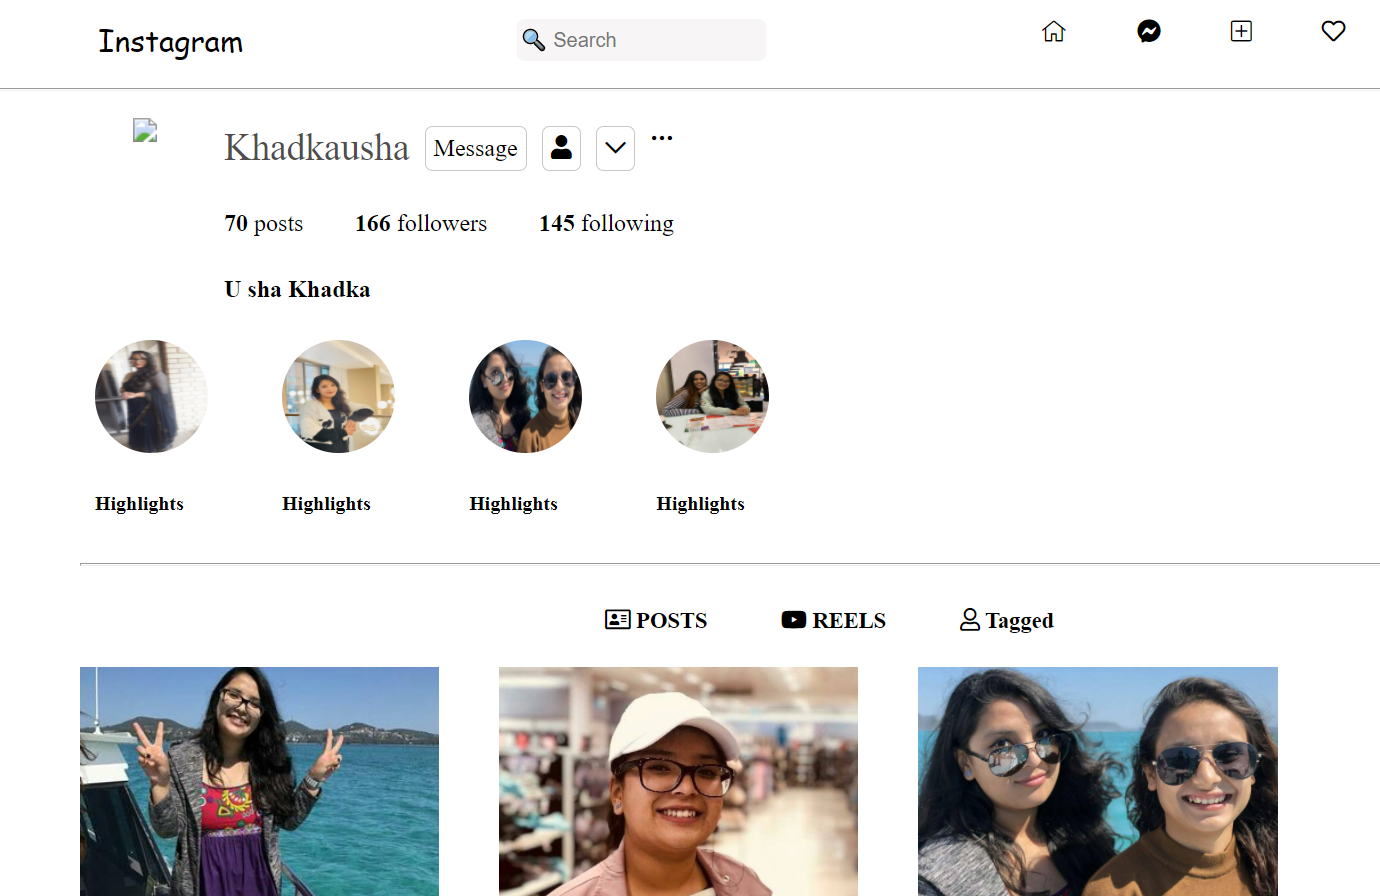 Instagram
Search
Khadkausha Message
70 posts 166 followers 145 following
U sha Khadka
Highlights Highlights Highlights Highlights
POSTS REELS Tagged